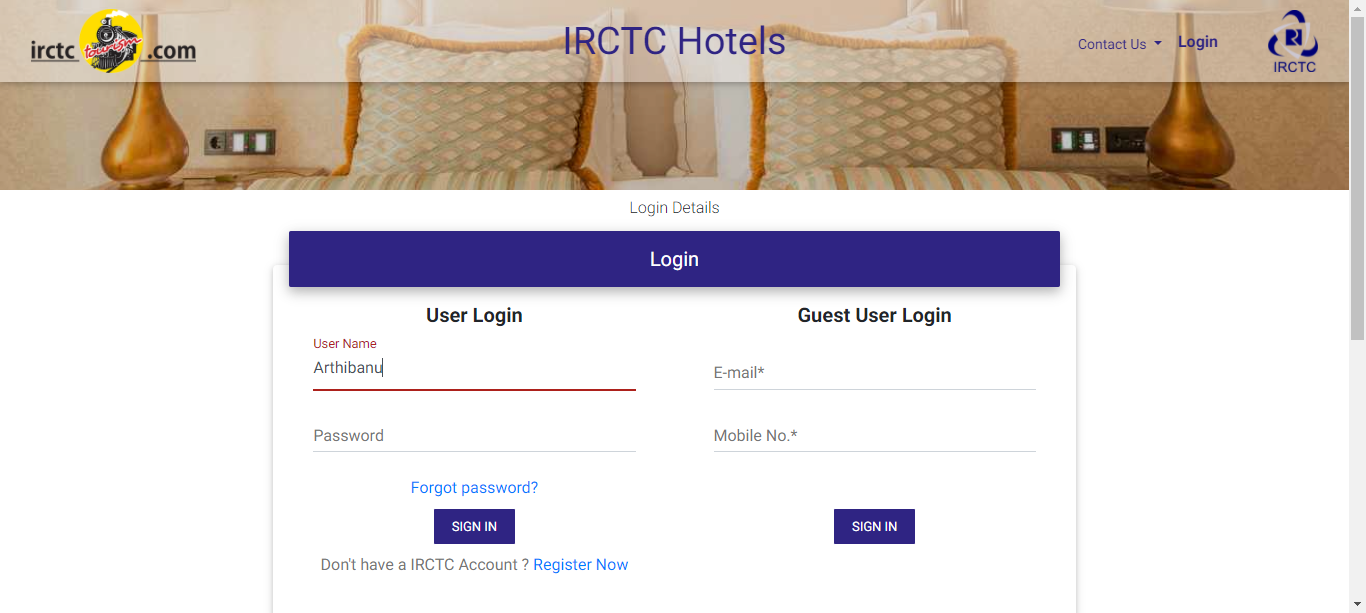 irctc tourism .com
IRCTC Hotels
Contact Us
Login
IRCTC
Login Details
Login
User Login
User Name
Arthibanu
Password
Forgot password?
SIGN IN
Don't have a IRCTC Account ? Register Now
Guest User Login
E-mail*
Mobile No.*
SIGN IN